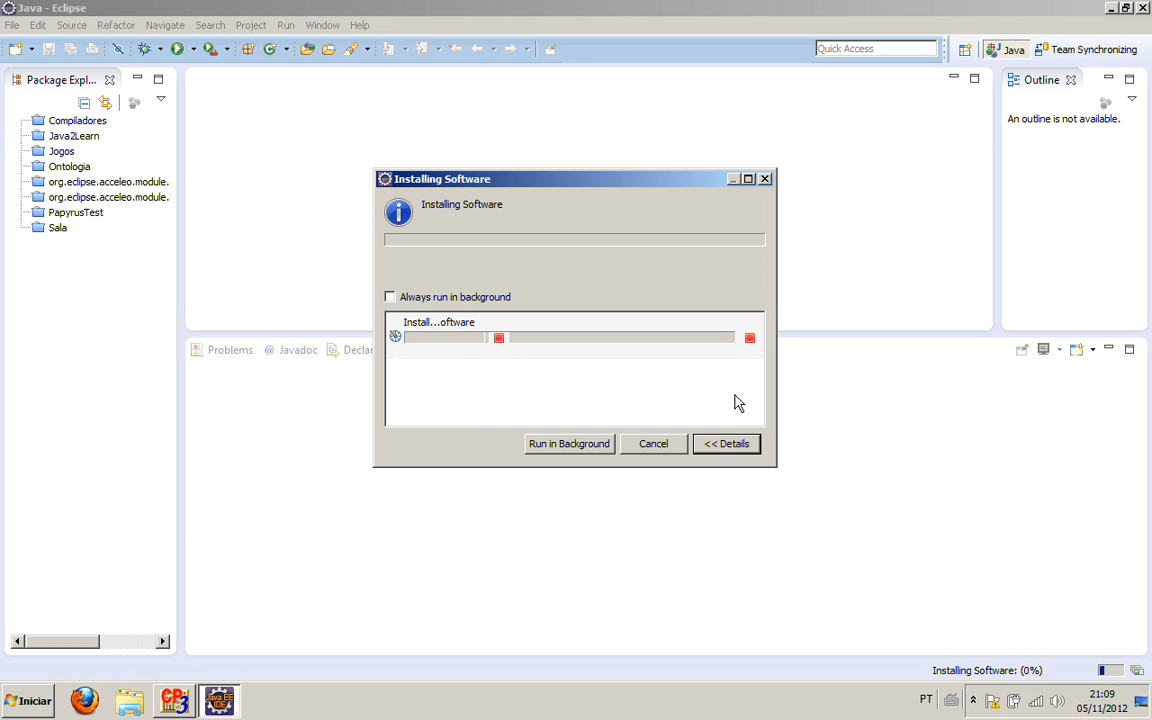 Java - Eclipse
File Edit Source Refactor Navigate Search Project Run Window Help
Quick Access
Java
Team Synchronizing
Package Expl...
Outline
An outline is not available.
Compiladores
Java2Learn
Jogos
Ontologia
org.eclipse.acceleo.module.
org.eclipse.acceleo.module.
PapyrusTest
Sala
Installing Software
Installing Software
Always run in background
Install...oftware
Run in Background
Cancel
<< Details
Problems
@ Javadoc
Declar
Installing Software: (0%)
Iniciar
Java EE
IDE
PT
21:09
05/11/2012